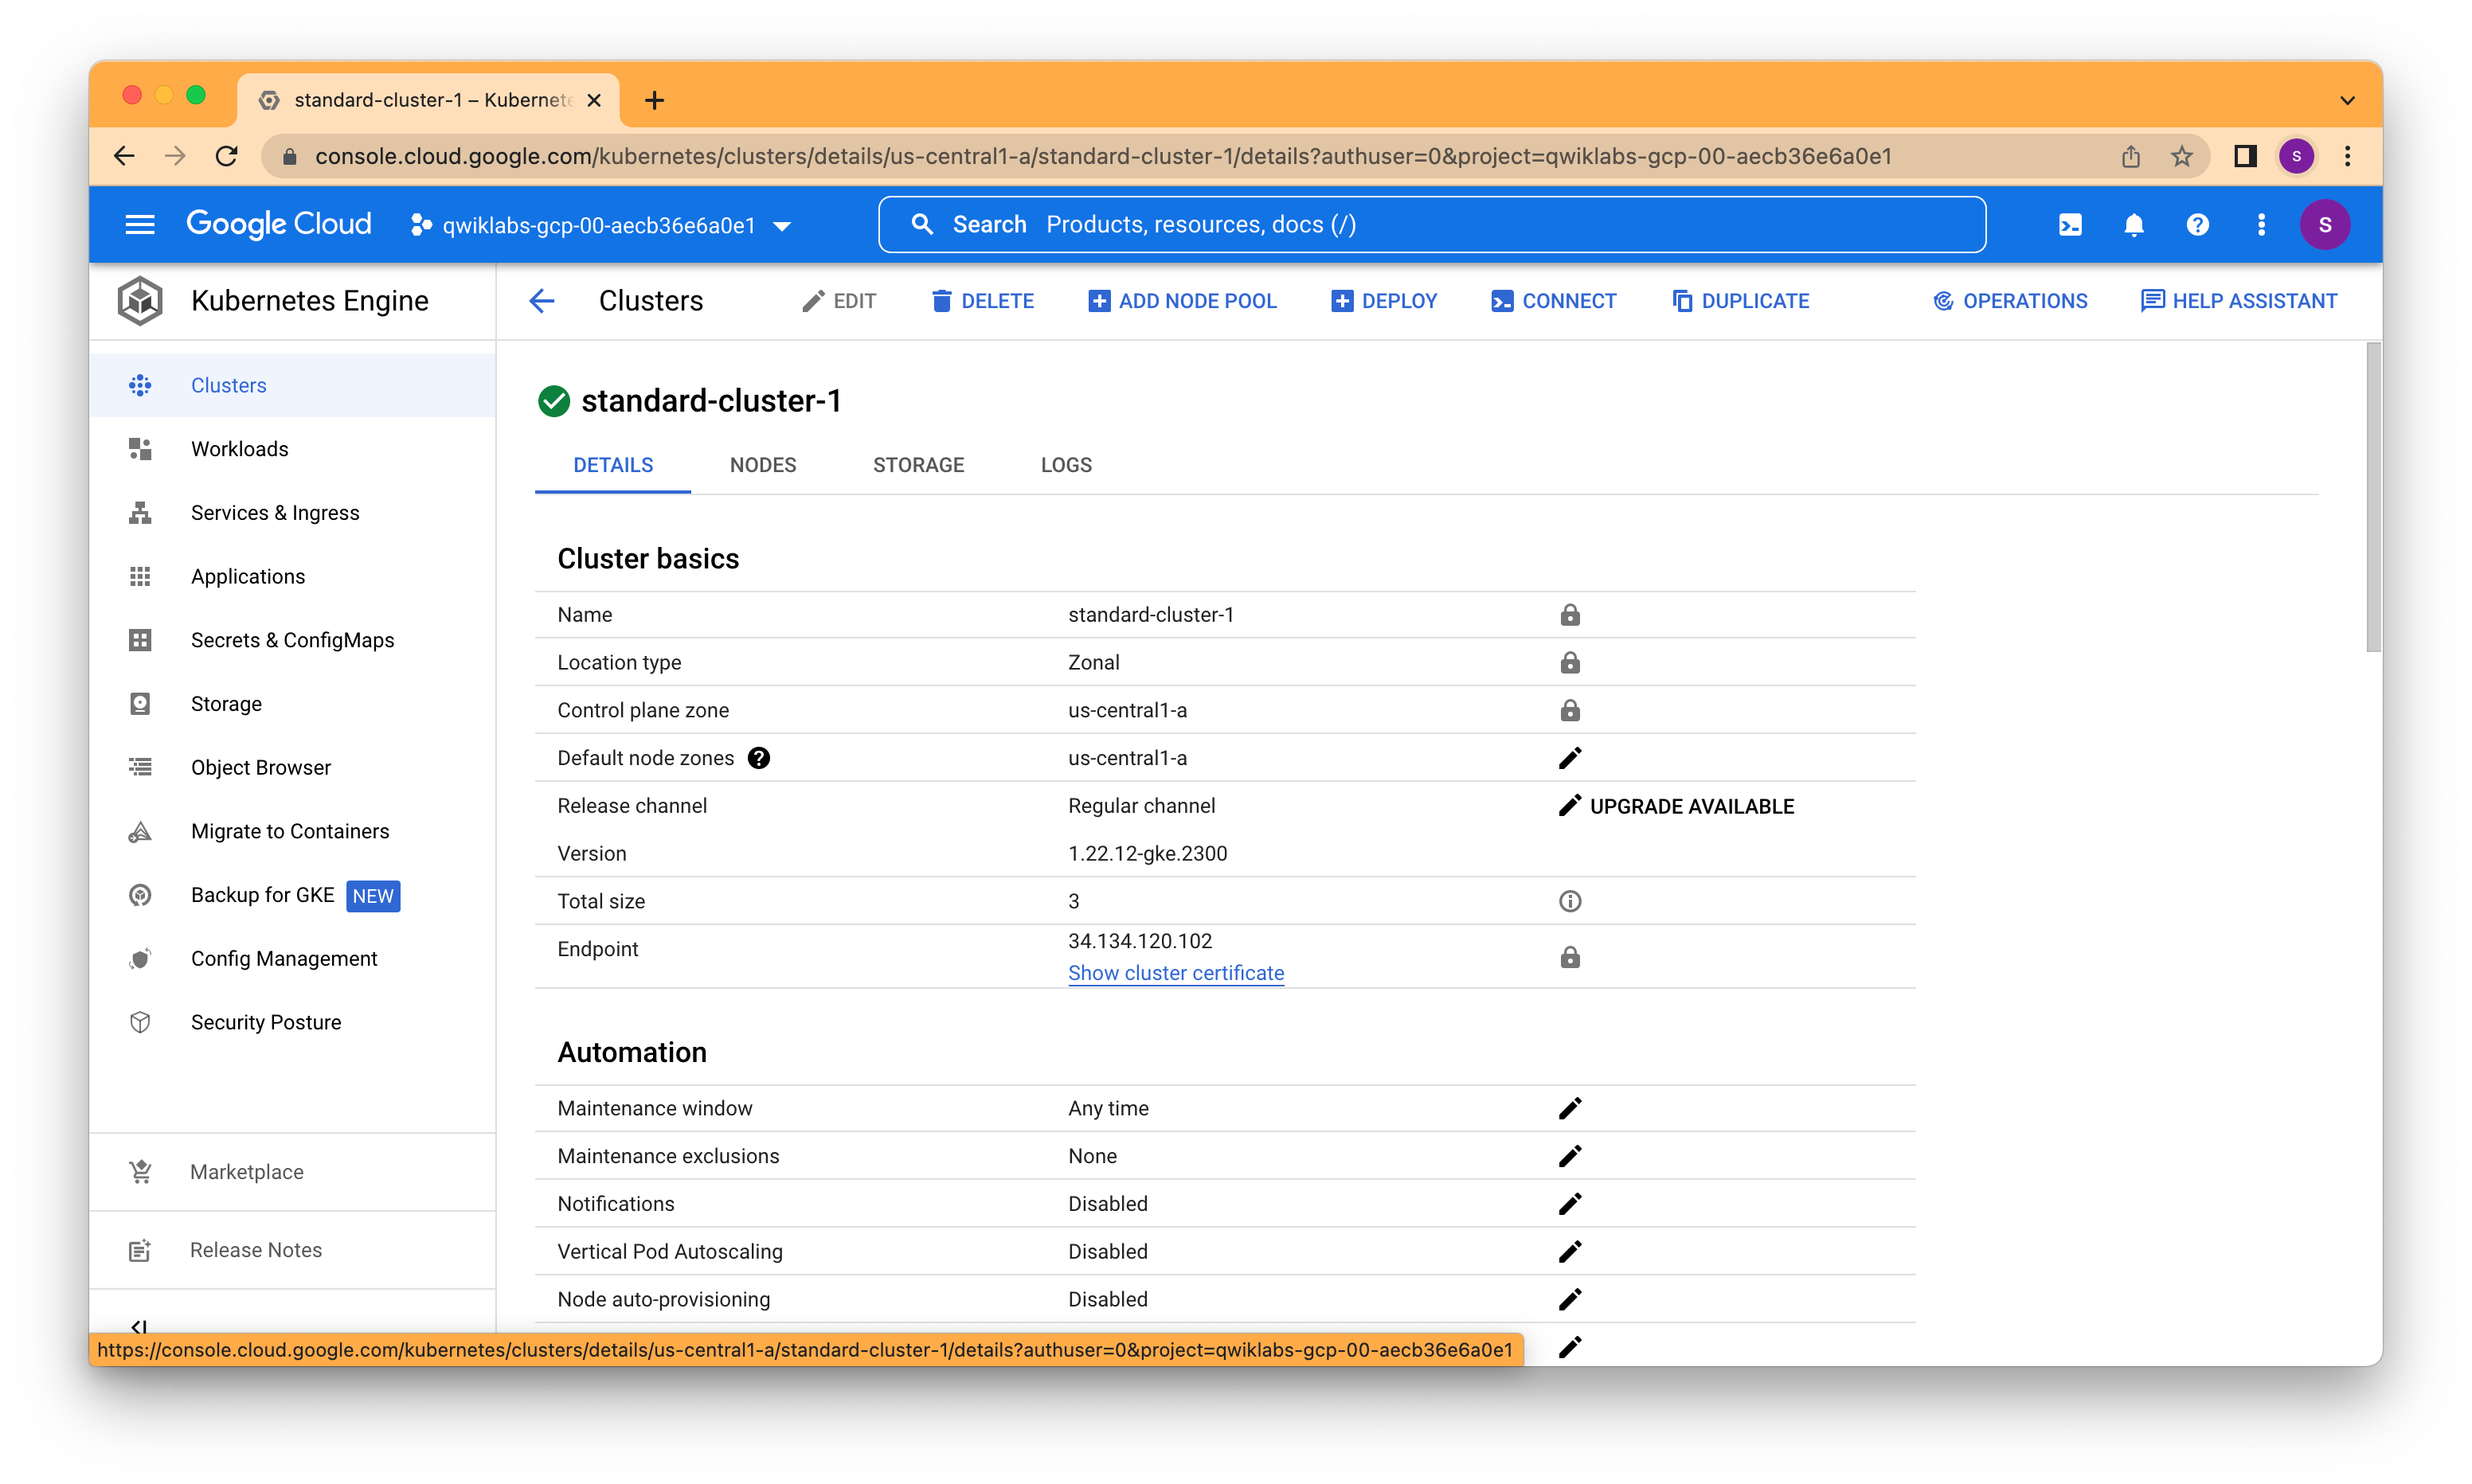 standard-cluster-1 – Kubernete
console.cloud.google.com/kubernetes/clusters/details/us-central1-a/standard-cluster-1/details?authuser=0&project=qwiklabs-gcp-00-aecb36e6a0e1
S
Google Cloud
qwiklabs-gcp-00-aecb36e6a0e1
Search Products, resources, docs (/)
S
Kubernetes Engine
Clusters
EDIT
DELETE
ADD NODE POOL
DEPLOY
CONNECT
DUPLICATE
OPERATIONS
HELP ASSISTANT
Clusters
Workloads
Services & Ingress
Applications
Secrets & ConfigMaps
Storage
Object Browser
Migrate to Containers
Backup for GKE NEW
Config Management
Security Posture
Marketplace
Release Notes
standard-cluster-1
DETAILS NODES STORAGE LOGS
Cluster basics
Name standard-cluster-1
Location type Zonal
Control plane zone us-central1-a
Default node zones us-central1-a
Release channel Regular channel UPGRADE AVAILABLE
Version 1.22.12-gke.2300
Total size 3
Endpoint 34.134.120.102
Show cluster certificate
Automation
Maintenance window Any time
Maintenance exclusions None
Notifications Disabled
Vertical Pod Autoscaling Disabled
Node auto-provisioning Disabled
https://console.cloud.google.com/kubernetes/clusters/details/us-central1-a/standard-cluster-1/details?authuser=0&project=qwiklabs-gcp-00-aecb36e6a0e1